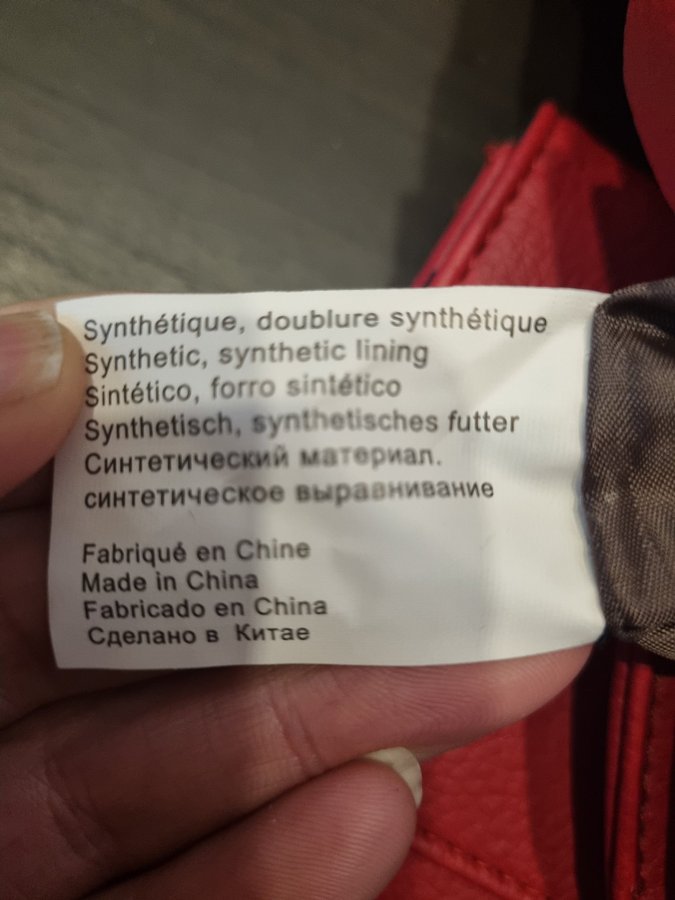 Synthétique, doublure synthétique
Synthetic, synthetic lining
Sintético, forro sintético
Synthetisch, synthetisches futter
Синтетический материал.
синтетическое выравнивание
Fabriqué en Chine
Made in China
Fabricado en China
Сделано в Китае